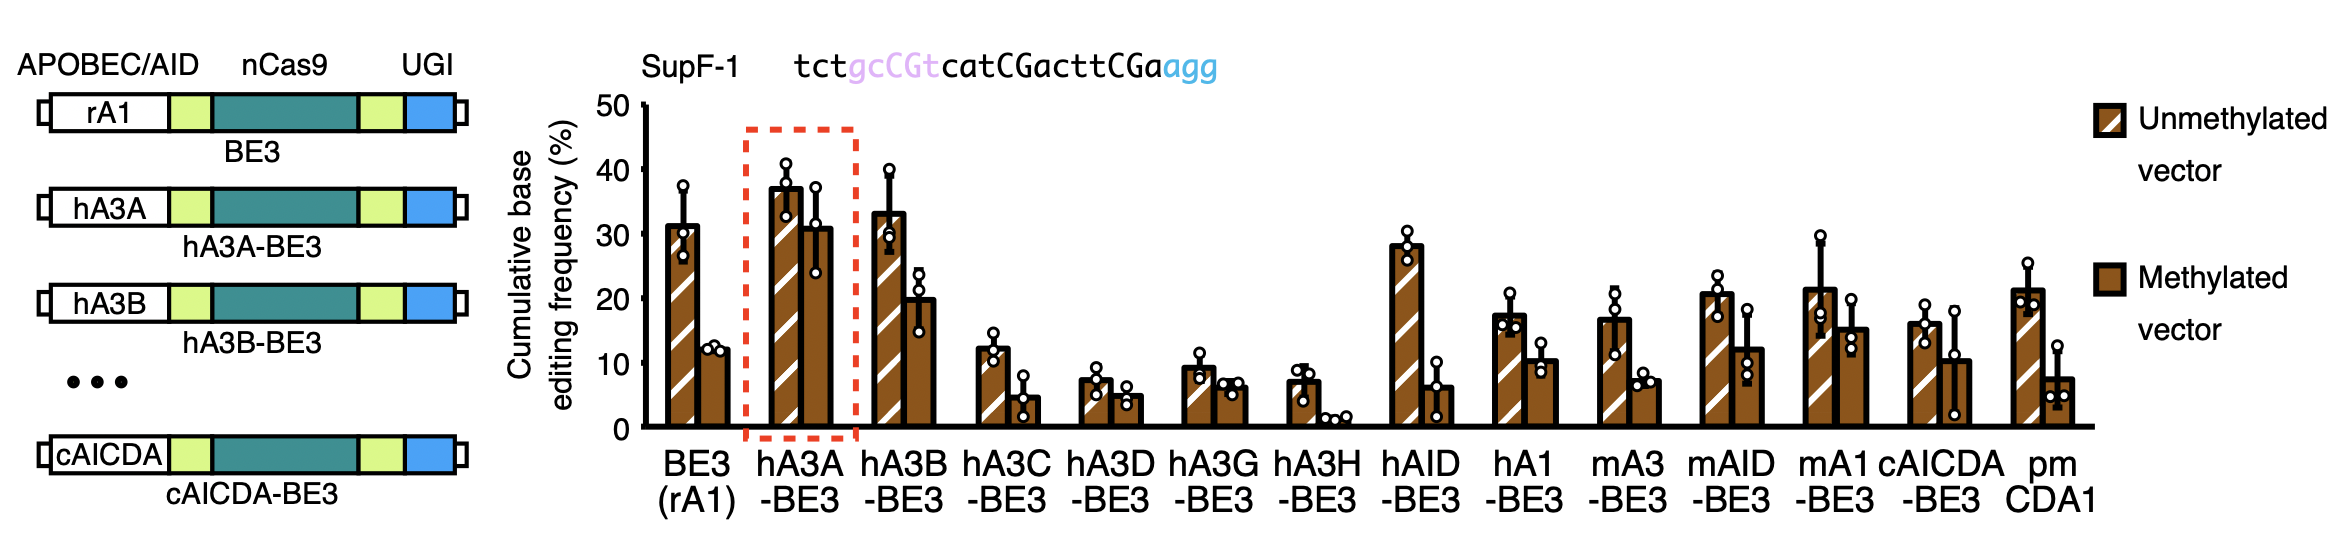 APOBEC/AID nCas9 UGI
rA1
BE3
hA3A
hA3A-BE3
hA3B
hA3B-BE3
cAICDA
cAICDA-BE3
SupF-1 tctgcCGtcatCGacttCGaagg
Cumulative base
editing frequency (%)
50
40
30
20
10
0
BE3 hA3A hA3B hA3C hA3D hA3G hA3H hAID hA1 mA3 mAID mA1 cAICDA pm
(rA1) -BE3 -BE3 -BE3 -BE3 -BE3 -BE3 -BE3 -BE3 -BE3 -BE3 -BE3 -BE3 CDA1
Unmethylated
vector
Methylated
vector